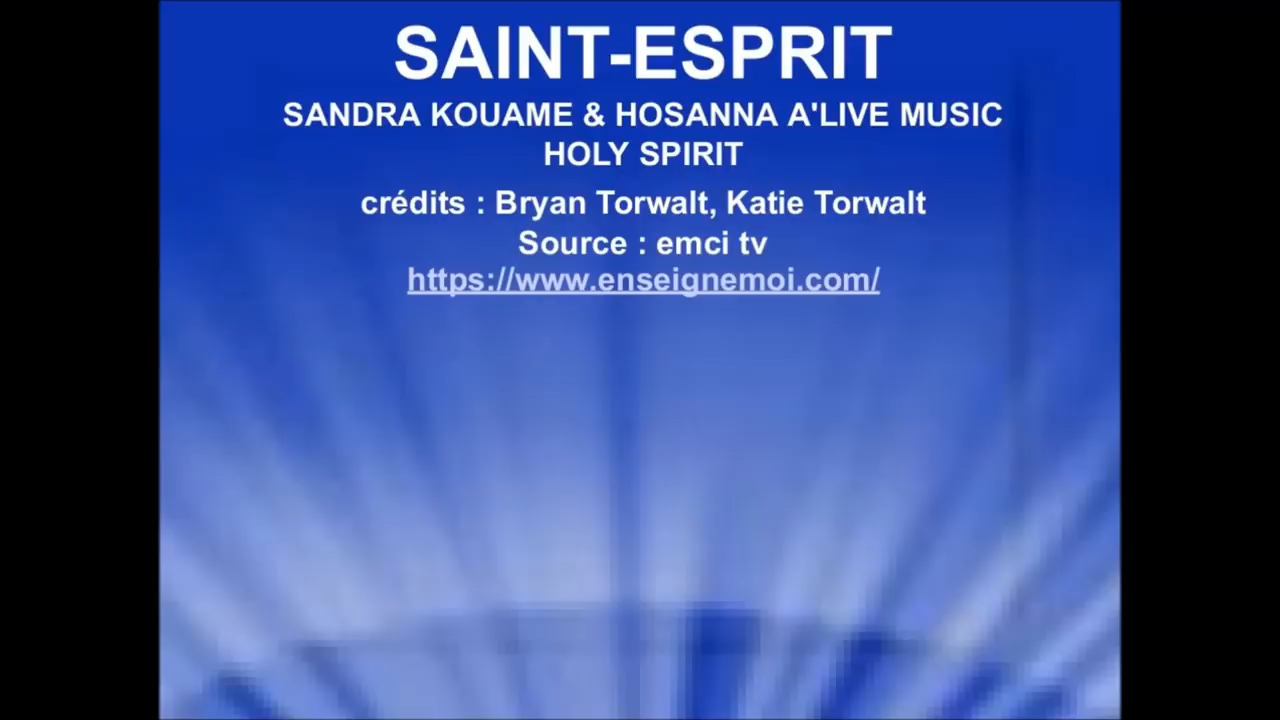 SAINT-ESPRIT
SANDRA KOUAME & HOSANNA A'LIVE MUSIC
HOLY SPIRIT
crédits : Bryan Torwalt, Katie Torwalt
Source : emci tv
https://www.enseignemoi.com/